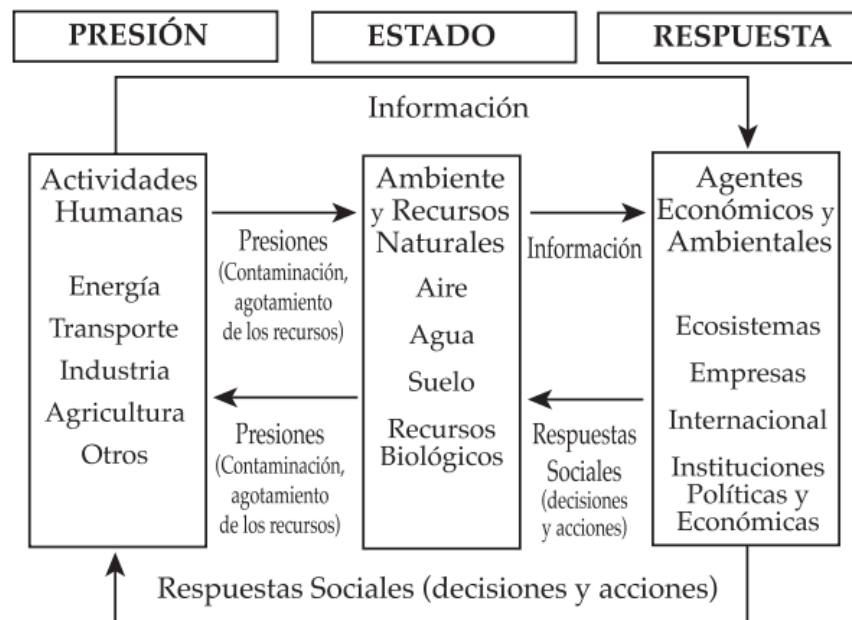 PRESIÓN
ESTADO
RESPUESTA
Información
Actividades
Humanas
Energía
Transporte
Industria
Agricultura
Otros
Presiones
(Contaminación,
agotamiento
de los recursos)
Presiones
(Contaminación,
agotamiento
de los recursos)
Ambiente
y Recursos
Naturales
Aire
Agua
Suelo
Recursos
Biológicos
Información
Respuestas
Sociales
(decisiones
y acciones)
Agentes
Económicos y
Ambientales
Ecosistemas
Empresas
Internacional
Instituciones
Políticas y
Económicas
Respuestas Sociales (decisiones y acciones)